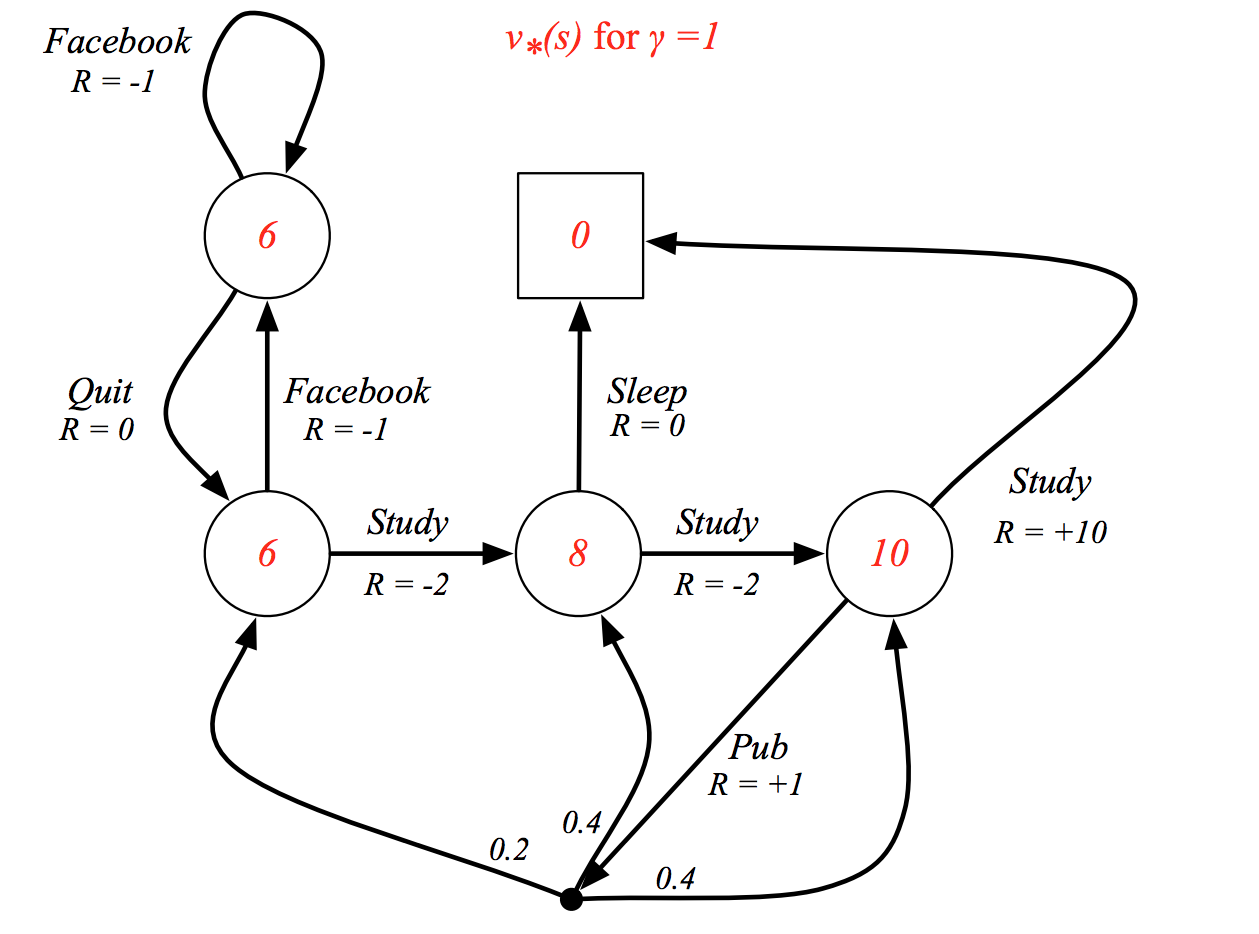 v*(s) for γ =1
Facebook
R = -1
6
0
Quit
R = 0
Facebook
R = -1
Sleep
R = 0
Study
R = +10
6
Study
R = -2
8
Study
R = -2
10
Pub
R = +1
0.4
0.2
0.4